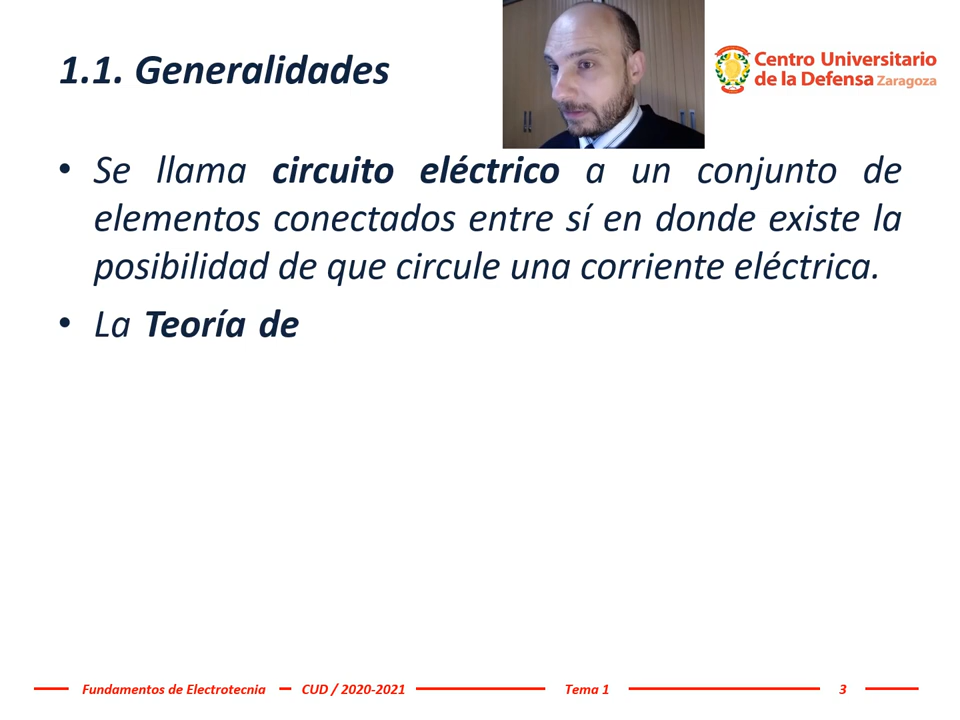 1.1. Generalidades
Centro Universitario
de la Defensa Zaragoza
• Se llama circuito eléctrico a un conjunto de
elementos conectados entre sí en donde existe la
posibilidad de que circule una corriente eléctrica.
• La Teoría de
Fundamentos de Electrotecnia CUD / 2020-2021 Tema 1 3